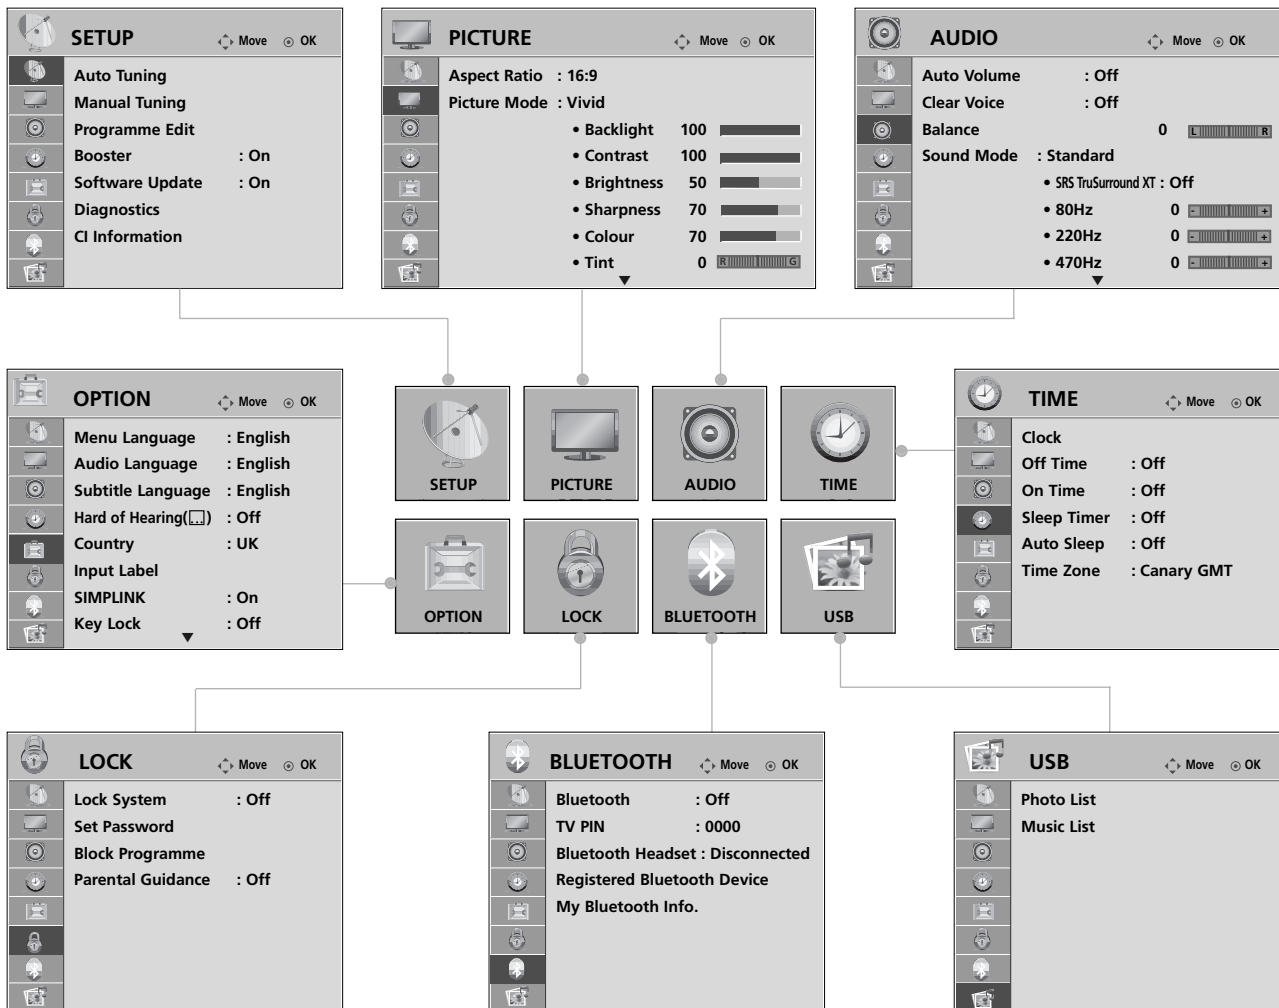 SETUP Move OK
Auto Tuning
Manual Tuning
Programme Edit
Booster : On
Software Update : On
Diagnostics
CI Information
PICTURE Move OK
Aspect Ratio : 16:9
Picture Mode : Vivid
• Backlight 100
• Contrast 100
• Brightness 50
• Sharpness 70
• Colour 70
• Tint 0 R G
AUDIO Move OK
Auto Volume : Off
Clear Voice : Off
Balance 0 L R
Sound Mode : Standard
• SRS TruSurround XT : Off
• 80Hz 0 - +
• 220Hz 0 - +
• 470Hz 0 - +
OPTION Move OK
Menu Language : English
Audio Language : English
Subtitle Language : English
Hard of Hearing( ) : Off
Country : UK
Input Label
SIMPLINK : On
Key Lock : Off
SETUP
PICTURE
AUDIO
TIME
OPTION
LOCK
BLUETOOTH
USB
TIME Move OK
Clock
Off Time : Off
On Time : Off
Sleep Timer : Off
Auto Sleep : Off
Time Zone : Canary GMT
LOCK Move OK
Lock System : Off
Set Password
Block Programme
Parental Guidance : Off
BLUETOOTH Move OK
Bluetooth : Off
TV PIN : 0000
Bluetooth Headset : Disconnected
Registered Bluetooth Device
My Bluetooth Info.
USB Move OK
Photo List
Music List